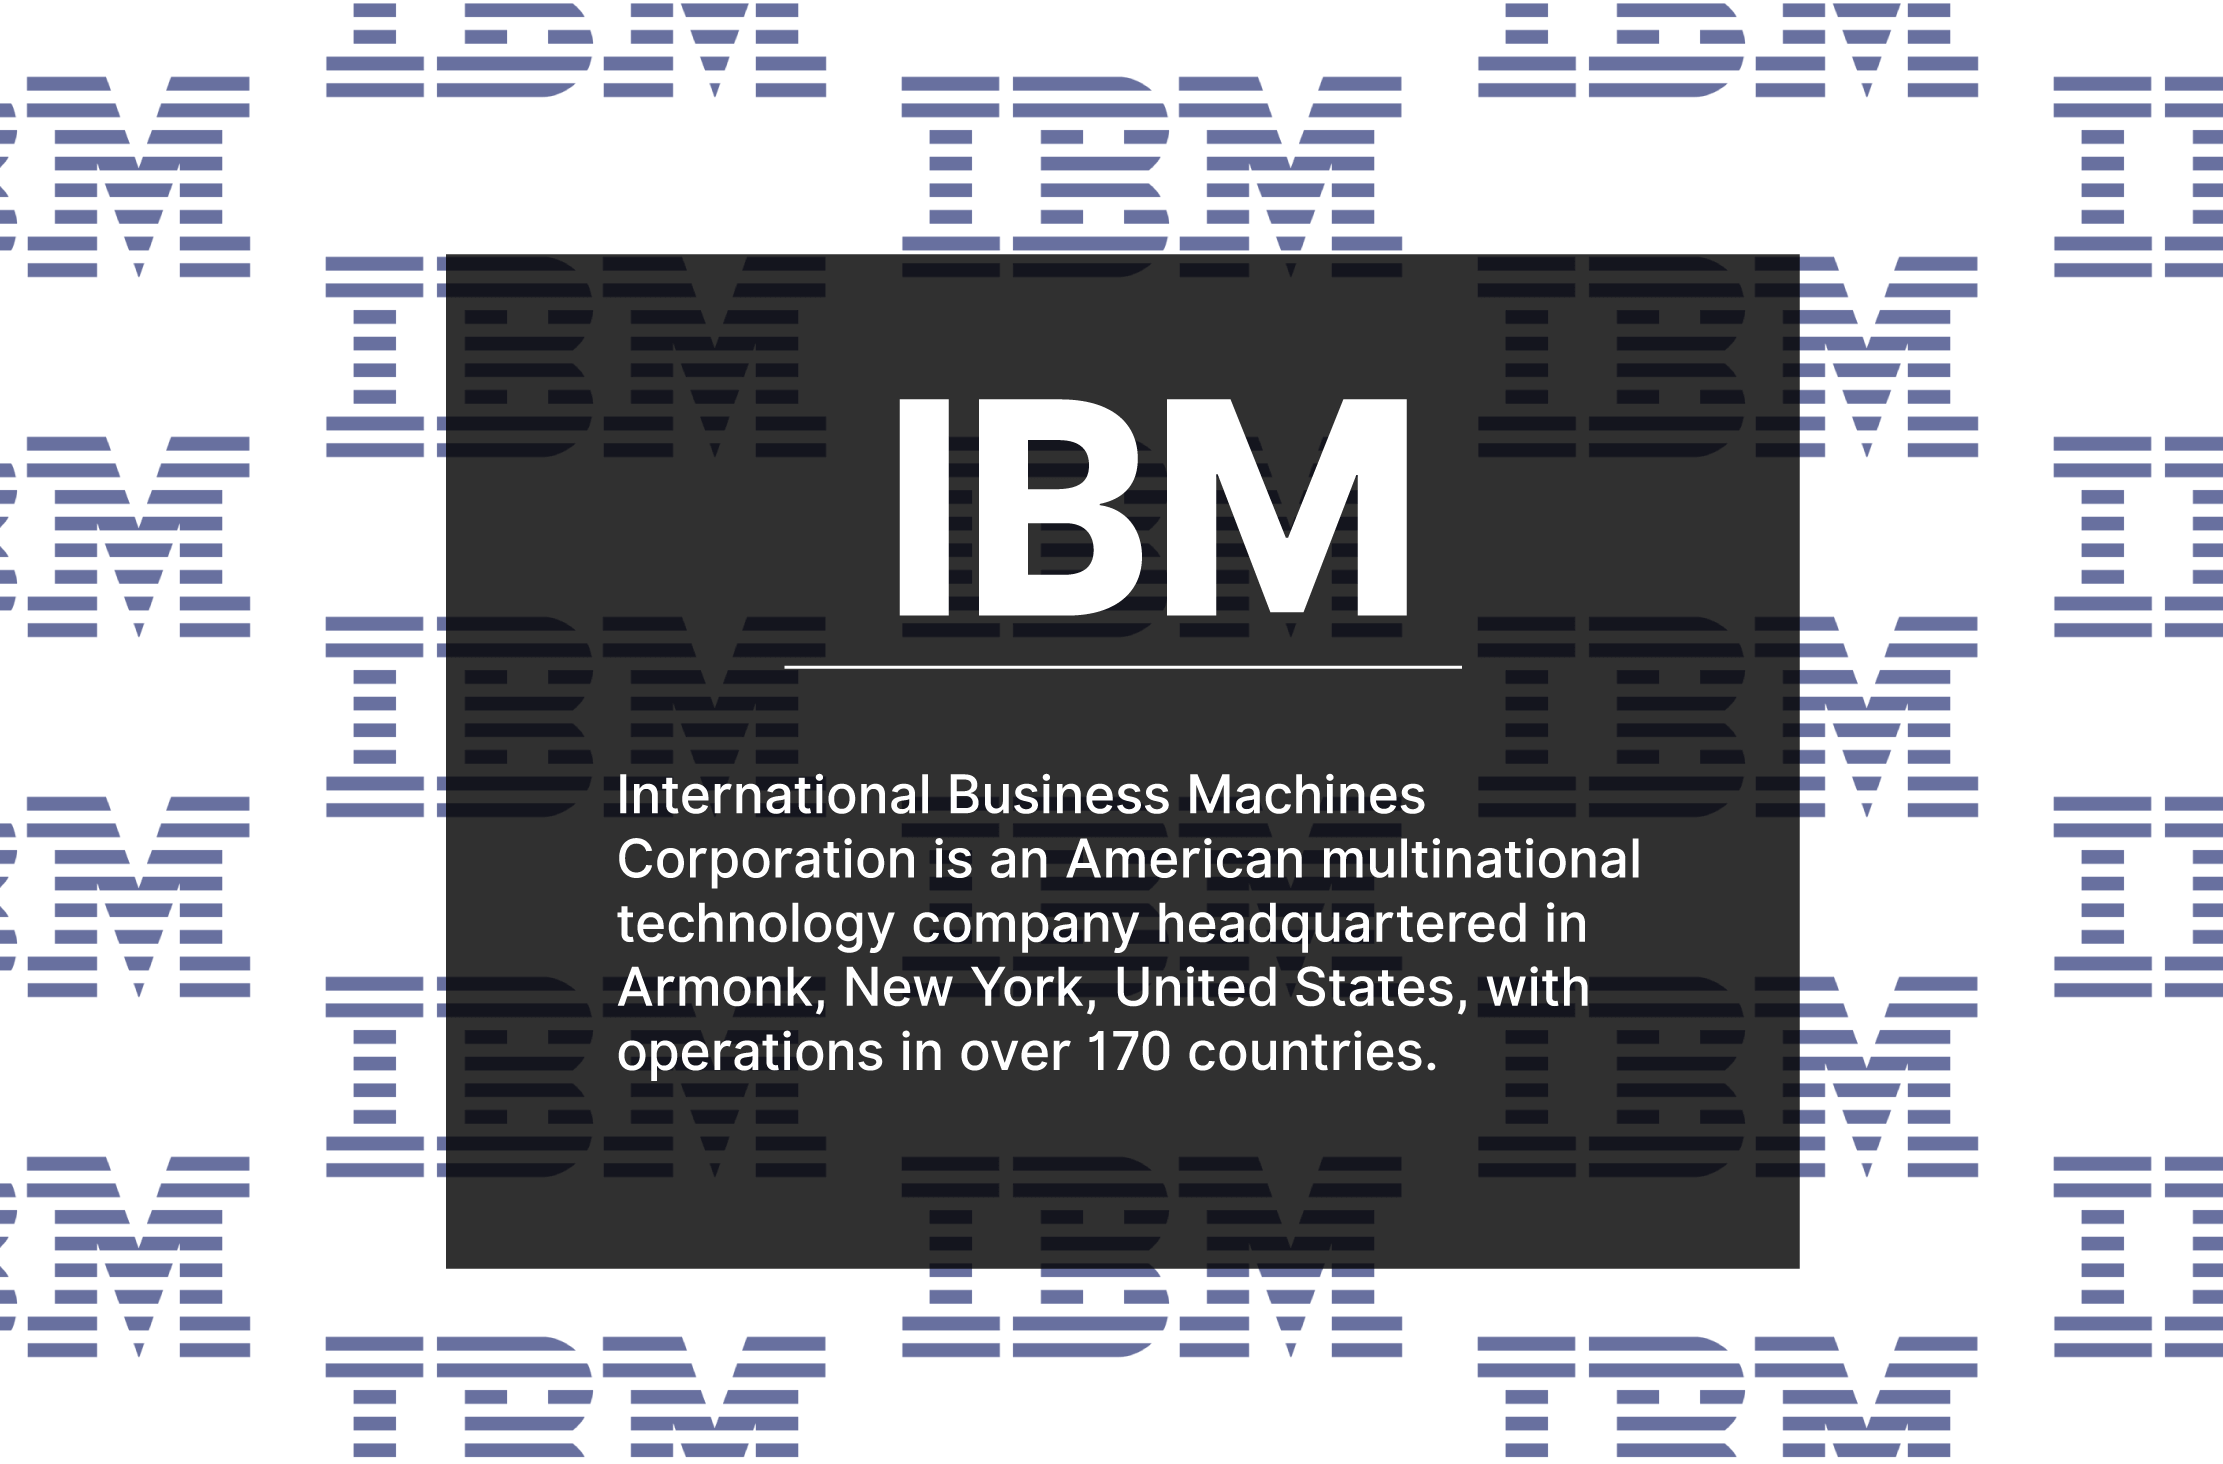 IBM
International Business Machines
Corporation is an American multinational
technology company headquartered in
Armonk, New York, United States, with
operations in over 170 countries.